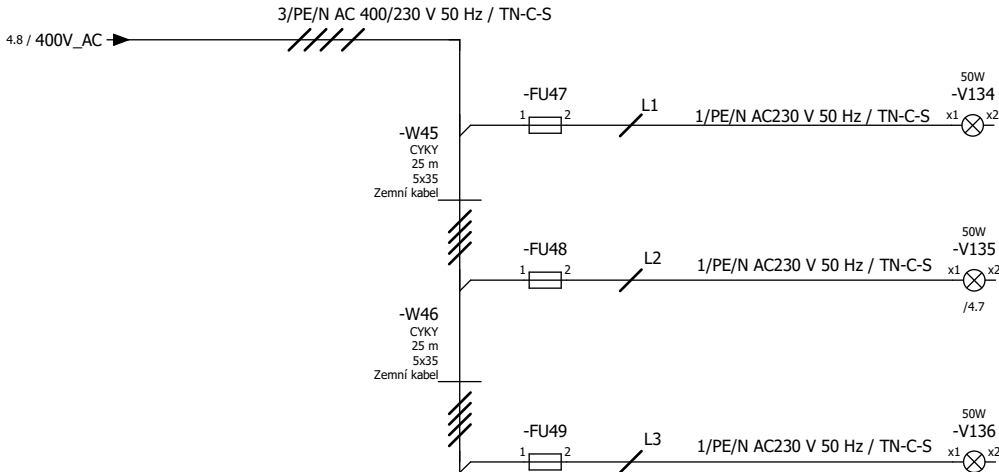 3/PE/N AC 400/230 V 50 Hz / TN-C-S
4.8 / 400V_AC
-FU47
1 2
L1
1/PE/N AC230 V 50 Hz / TN-C-S
50W
-V134
x1 x2
-W45
CYKY
25 m
5x35
Zemní kabel
-FU48
1 2
L2
1/PE/N AC230 V 50 Hz / TN-C-S
50W
-V135
x1 x2
/4.7
-W46
CYKY
25 m
5x35
Zemní kabel
-FU49
1 2
L3
1/PE/N AC230 V 50 Hz / TN-C-S
50W
-V136
x1 x2